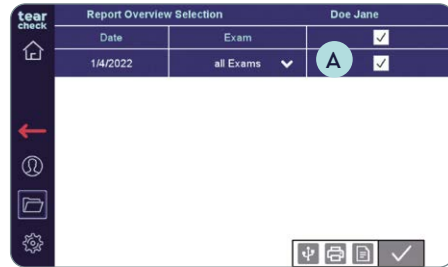 tear
check
Report Overview Selection Doe Jane
Date Exam
1/4/2022 all Exams A